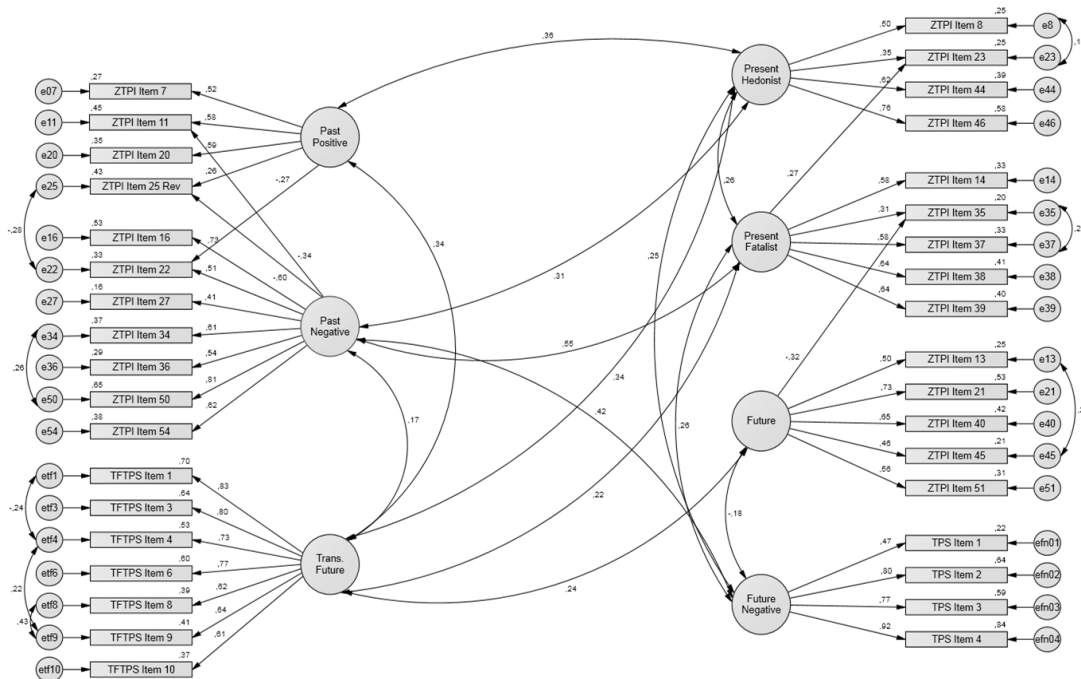 e07
,27
ZTPI Item 7
,52
e11
,45
ZTPI Item 11
,58
e20
,35
ZTPI Item 20
,59
e25
,43
ZTPI Item 25 Rev
,26
-,28
e16
,53
ZTPI Item 16
,73
e22
,33
ZTPI Item 22
,51
e27
,16
ZTPI Item 27
,41
e34
,37
ZTPI Item 34
,61
e36
,29
ZTPI Item 36
,54
,26
e50
,65
ZTPI Item 50
,81
e54
,38
ZTPI Item 54
,62
etf1
,70
TFTPS Item 1
,83
-,24
etf3
,64
TFTPS Item 3
,80
etf4
,53
TFTPS Item 4
,73
etf6
,60
TFTPS Item 6
,77
,22
etf8
,39
TFTPS Item 8
,62
,43
etf9
,41
TFTPS Item 9
,64
etf10
,37
TFTPS Item 10
,61
Past
Positive
-,27
-,34
-,60
Past
Negative
Trans.
Future
,36
,34
,17
,31
,55
,42
,25
,34
,26
,22
,24
,26
-,18
,27
-,32
Present
Hedonist
Present
Fatalist
Future
Future
Negative
,50
,25
ZTPI Item 8
e8
,35
,25
ZTPI Item 23
e23
,62
,39
ZTPI Item 44
e44
,76
,58
ZTPI Item 46
e46
,58
,33
ZTPI Item 14
e14
,31
,20
ZTPI Item 35
e35
,58
,33
ZTPI Item 37
e37
,64
,41
ZTPI Item 38
e38
,64
,40
ZTPI Item 39
e39
,50
,25
ZTPI Item 13
e13
,73
,53
ZTPI Item 21
e21
,65
,42
ZTPI Item 40
e40
,46
,21
ZTPI Item 45
e45
,56
,31
ZTPI Item 51
e51
,47
,22
TPS Item 1
efn01
,80
,64
TPS Item 2
efn02
,77
,59
TPS Item 3
efn03
,92
,84
TPS Item 4
efn04